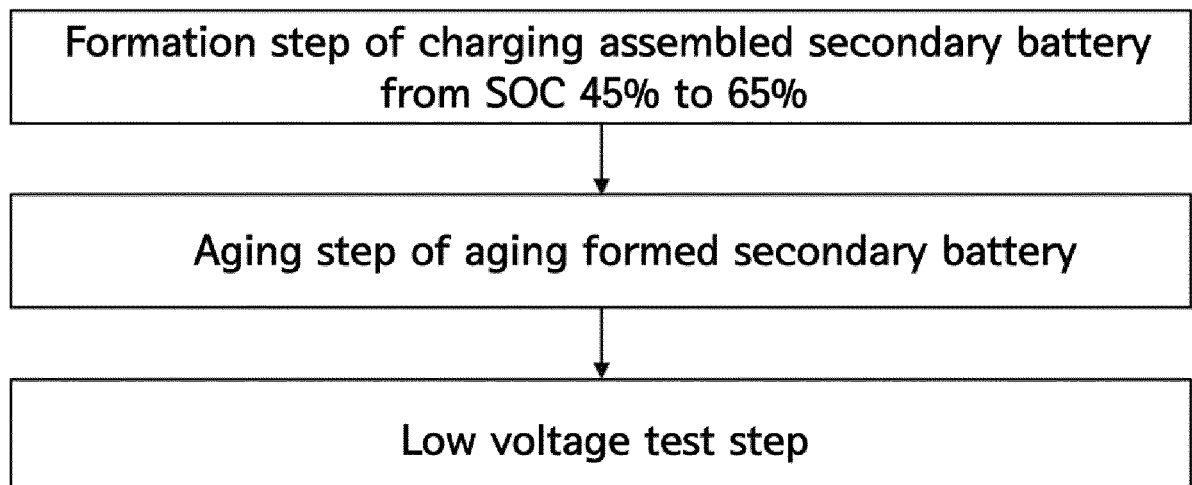 Formation step of charging assembled secondary battery
from SOC 45% to 65%
Aging step of aging formed secondary battery
Low voltage test step